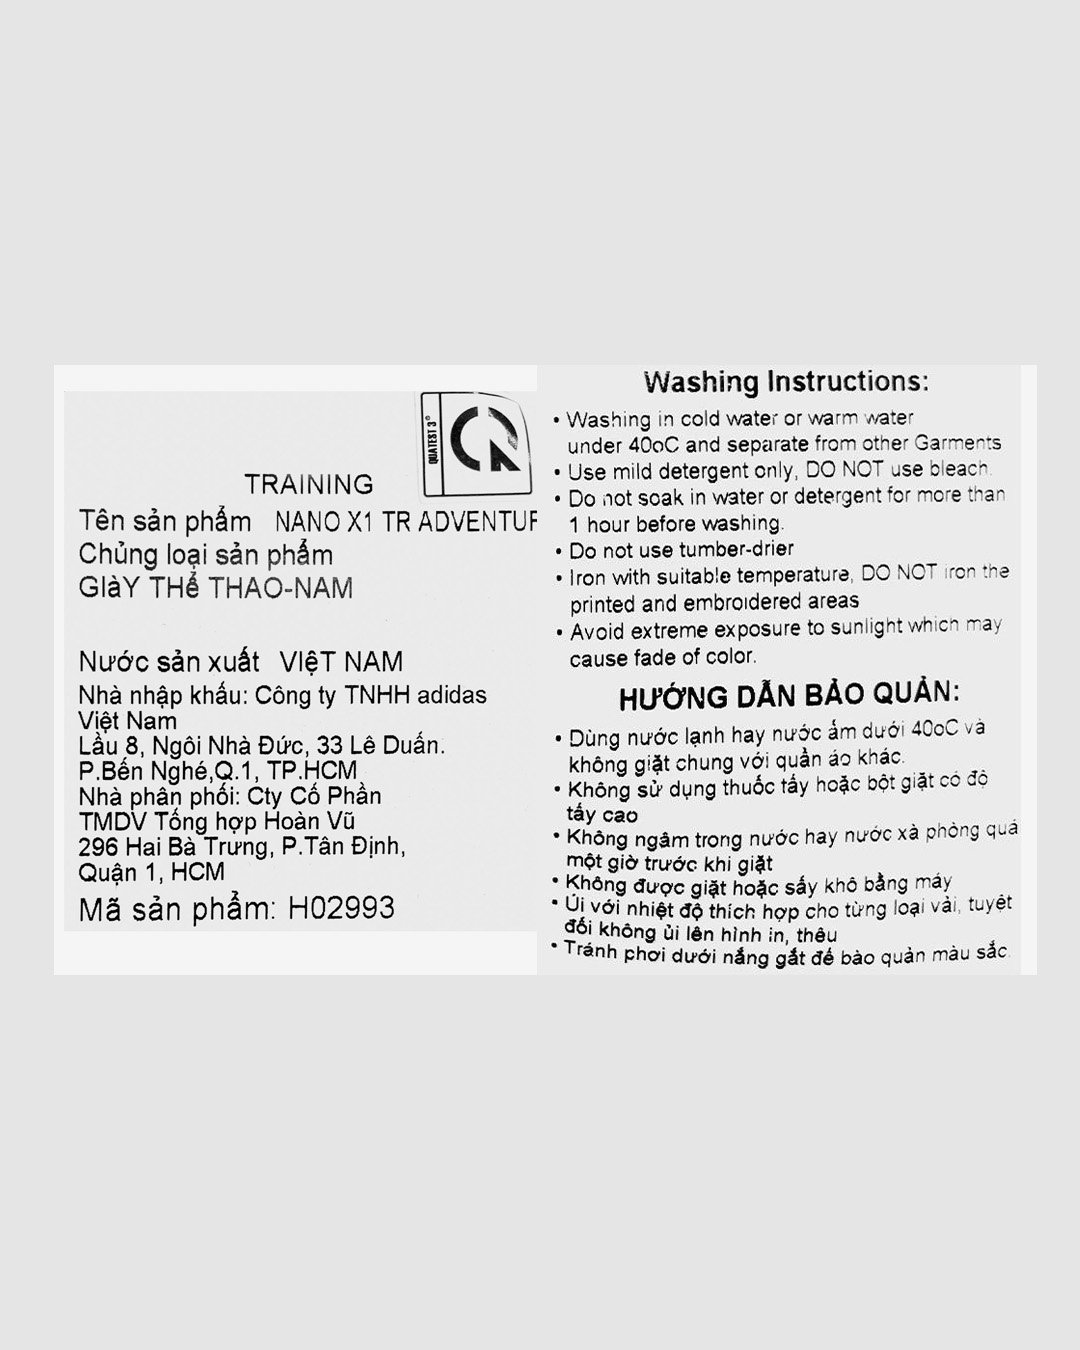 QUATEST 3®
TRAINING
Tên sản phẩm NANO X1 TR
Chủng loại sản phẩm
GIàY THể THAO-NAM
Nước sản xuất VIệT NAM
Nhà nhập khẩu: Công ty TNHH adidas
Việt Nam
Lầu 8, Ngôi Nhà Đức, 33 Lê Duẩn.
P.Bến Nghé,Q.1, TP.HCM
Nhà phân phối: Cty Cổ Phần
TMDV Tổng hợp Hoàn Vũ
296 Hai Bà Trưng, P.Tân Định,
Quận 1, HCM
Mã sản phẩm: H02993
Washing Instructions:
• Washing in cold water or warm water
under 40oC and separate from other Garments
• Use mild detergent only, DO NOT use bleach.
• Do not soak in water or detergent for more than
1 hour before washing.
• Do not use tumber-drier
• Iron with suitable temperature, DO NOT iron the
printed and embroidered areas
• Avoid extreme exposure to sunlight which may
cause fade of color.
HƯỚNG DẪN BẢO QUẢN:
• Dùng nước lạnh hay nước ấm dưới 40oC và
không giặt chung với quần áo khác.
• Không sử dụng thuốc tẩy hoặc bột giặt có độ
tẩy cao
• Không ngâm trong nước hay nước xà phòng quá
một giờ trước khi giặt
• Không được giặt hoặc sấy khô bằng máy
• Ủi với nhiệt độ thích hợp cho từng loại vải, tuyệt
đối không ủi lên hình in, thêu
• Tránh phơi dưới nắng gắt để bảo quản màu sắc.